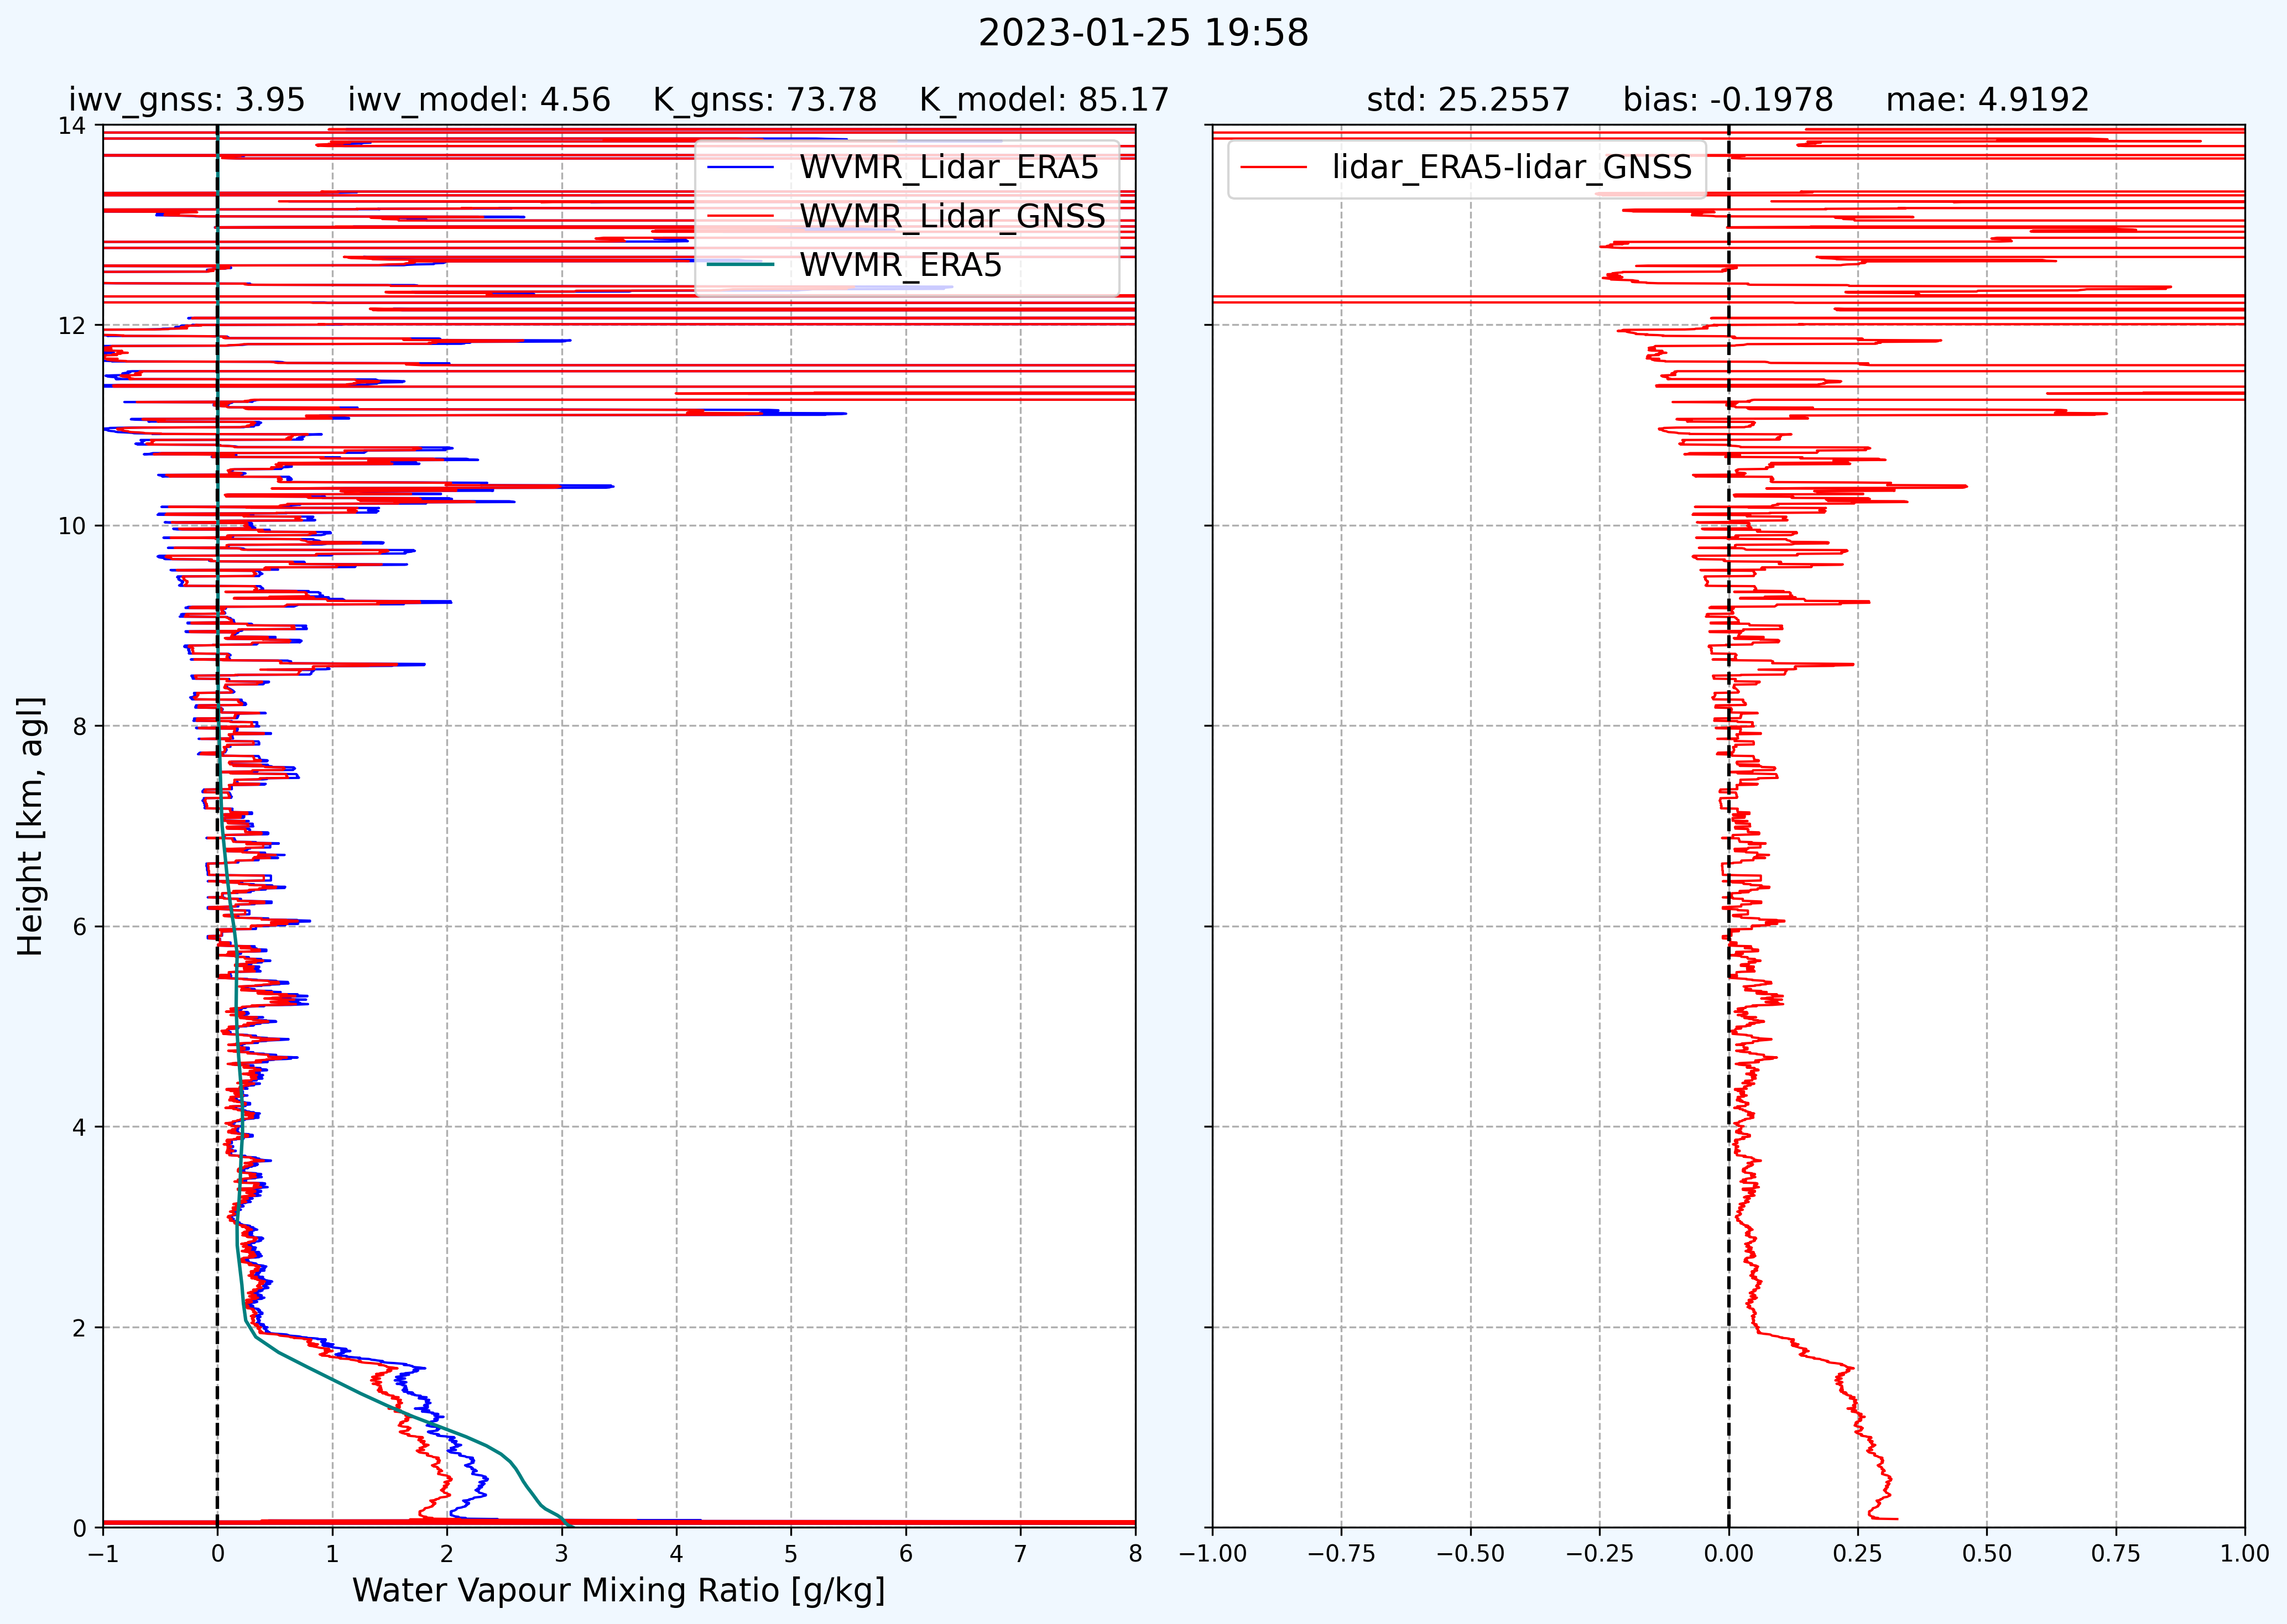 2023-01-25 19:58
iwv_gnss: 3.95 iwv_model: 4.56 K_gnss: 73.78 K_model: 85.17
std: 25.2557 bias: -0.1978 mae: 4.9192
WVMR_Lidar_ERA5
WVMR_Lidar_GNSS
WVMR_ERA5
lidar_ERA5-lidar_GNSS
Height [km, agl]
14
12
10
8
6
4
2
0
−1 0 1 2 3 4 5 6 7 8
−1.00 −0.75 −0.50 −0.25 0.00 0.25 0.50 0.75 1.00
Water Vapour Mixing Ratio [g/kg]